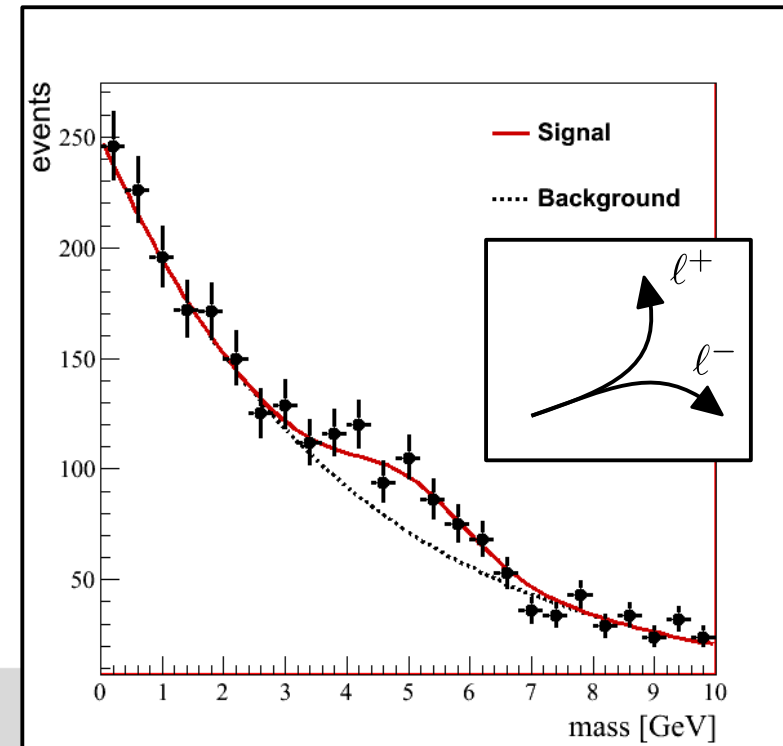 events
250
200
150
100
50
0 1 2 3 4 5 6 7 8 9 10
mass [GeV]
Signal
Background
ℓ+
ℓ−